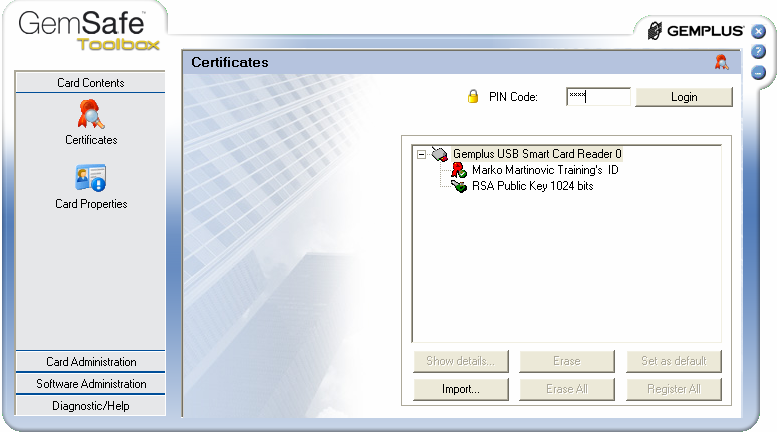 GemSafe™
Toolbox
GEMPLUS
Card Contents
Certificates
Card Properties
Card Administration
Software Administration
Diagnostic/Help
Certificates
PIN Code: **** Login
Gemplus USB Smart Card Reader 0
Marko Martinovic Training's ID
RSA Public Key 1024 bits
Show details... Erase Set as default
Import... Erase All Register All